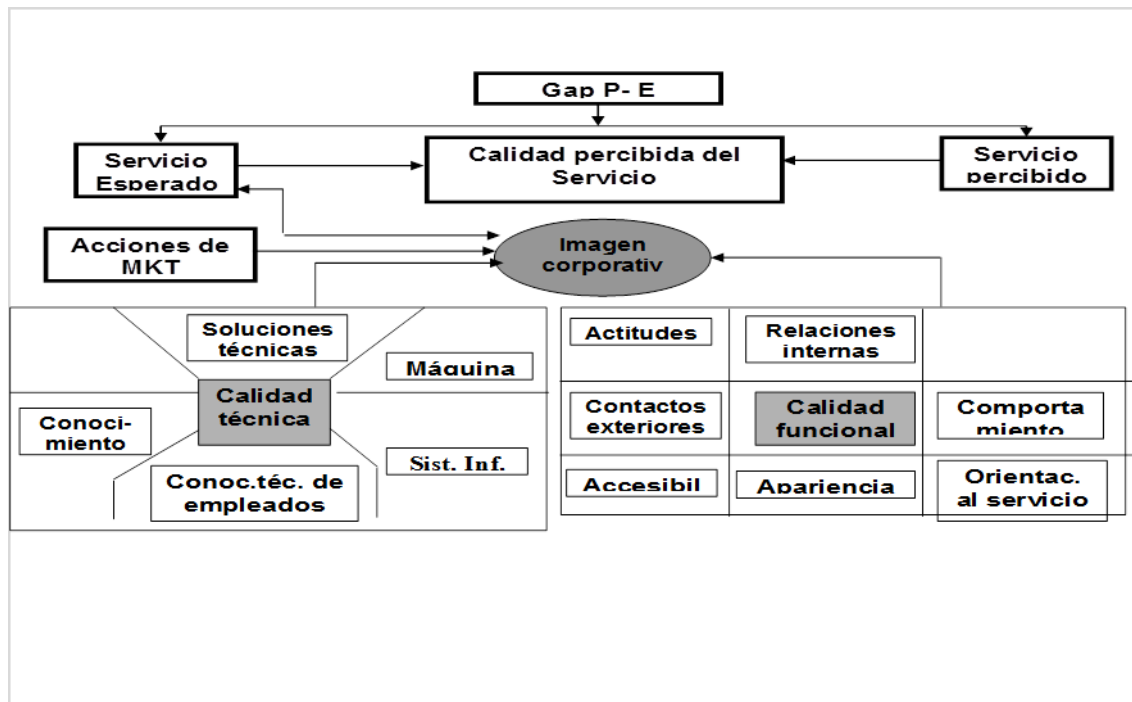 Gap P- E
Servicio
Esperado
Calidad percibida del
Servicio
Servicio
percibido
Acciones de
MKT
Imagen
corporativ
Soluciones
técnicas
Máquina
Calidad
técnica
Conoci-
miento
Sist. Inf.
Conoc.téc. de
empleados
Actitudes
Relaciones
internas
Contactos
exteriores
Calidad
funcional
Comporta
miento
Accesibil
Apariencia
Orientac.
al servicio